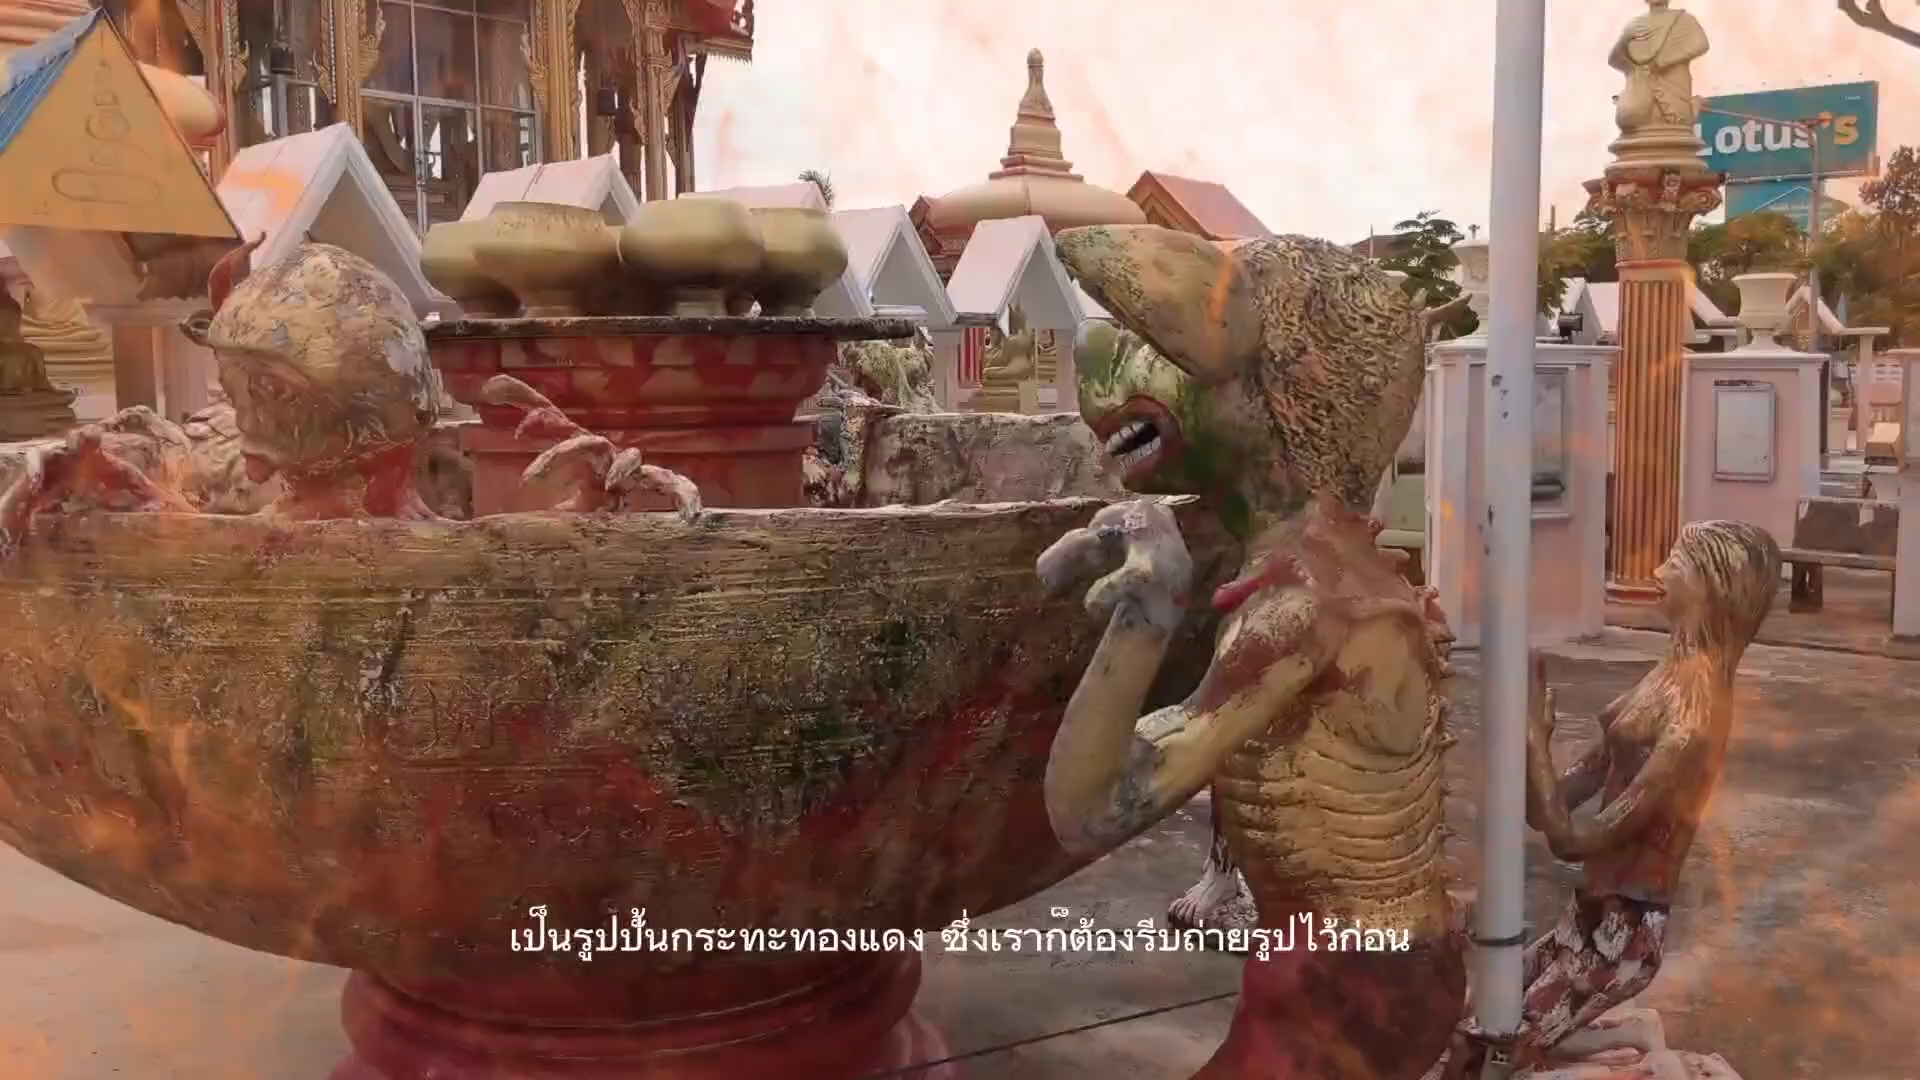 Lotus's
เป็นรูปปั้นกระทะทองแดง ซึ่งเราก็ต้องรีบถ่ายรูปไว้ก่อน